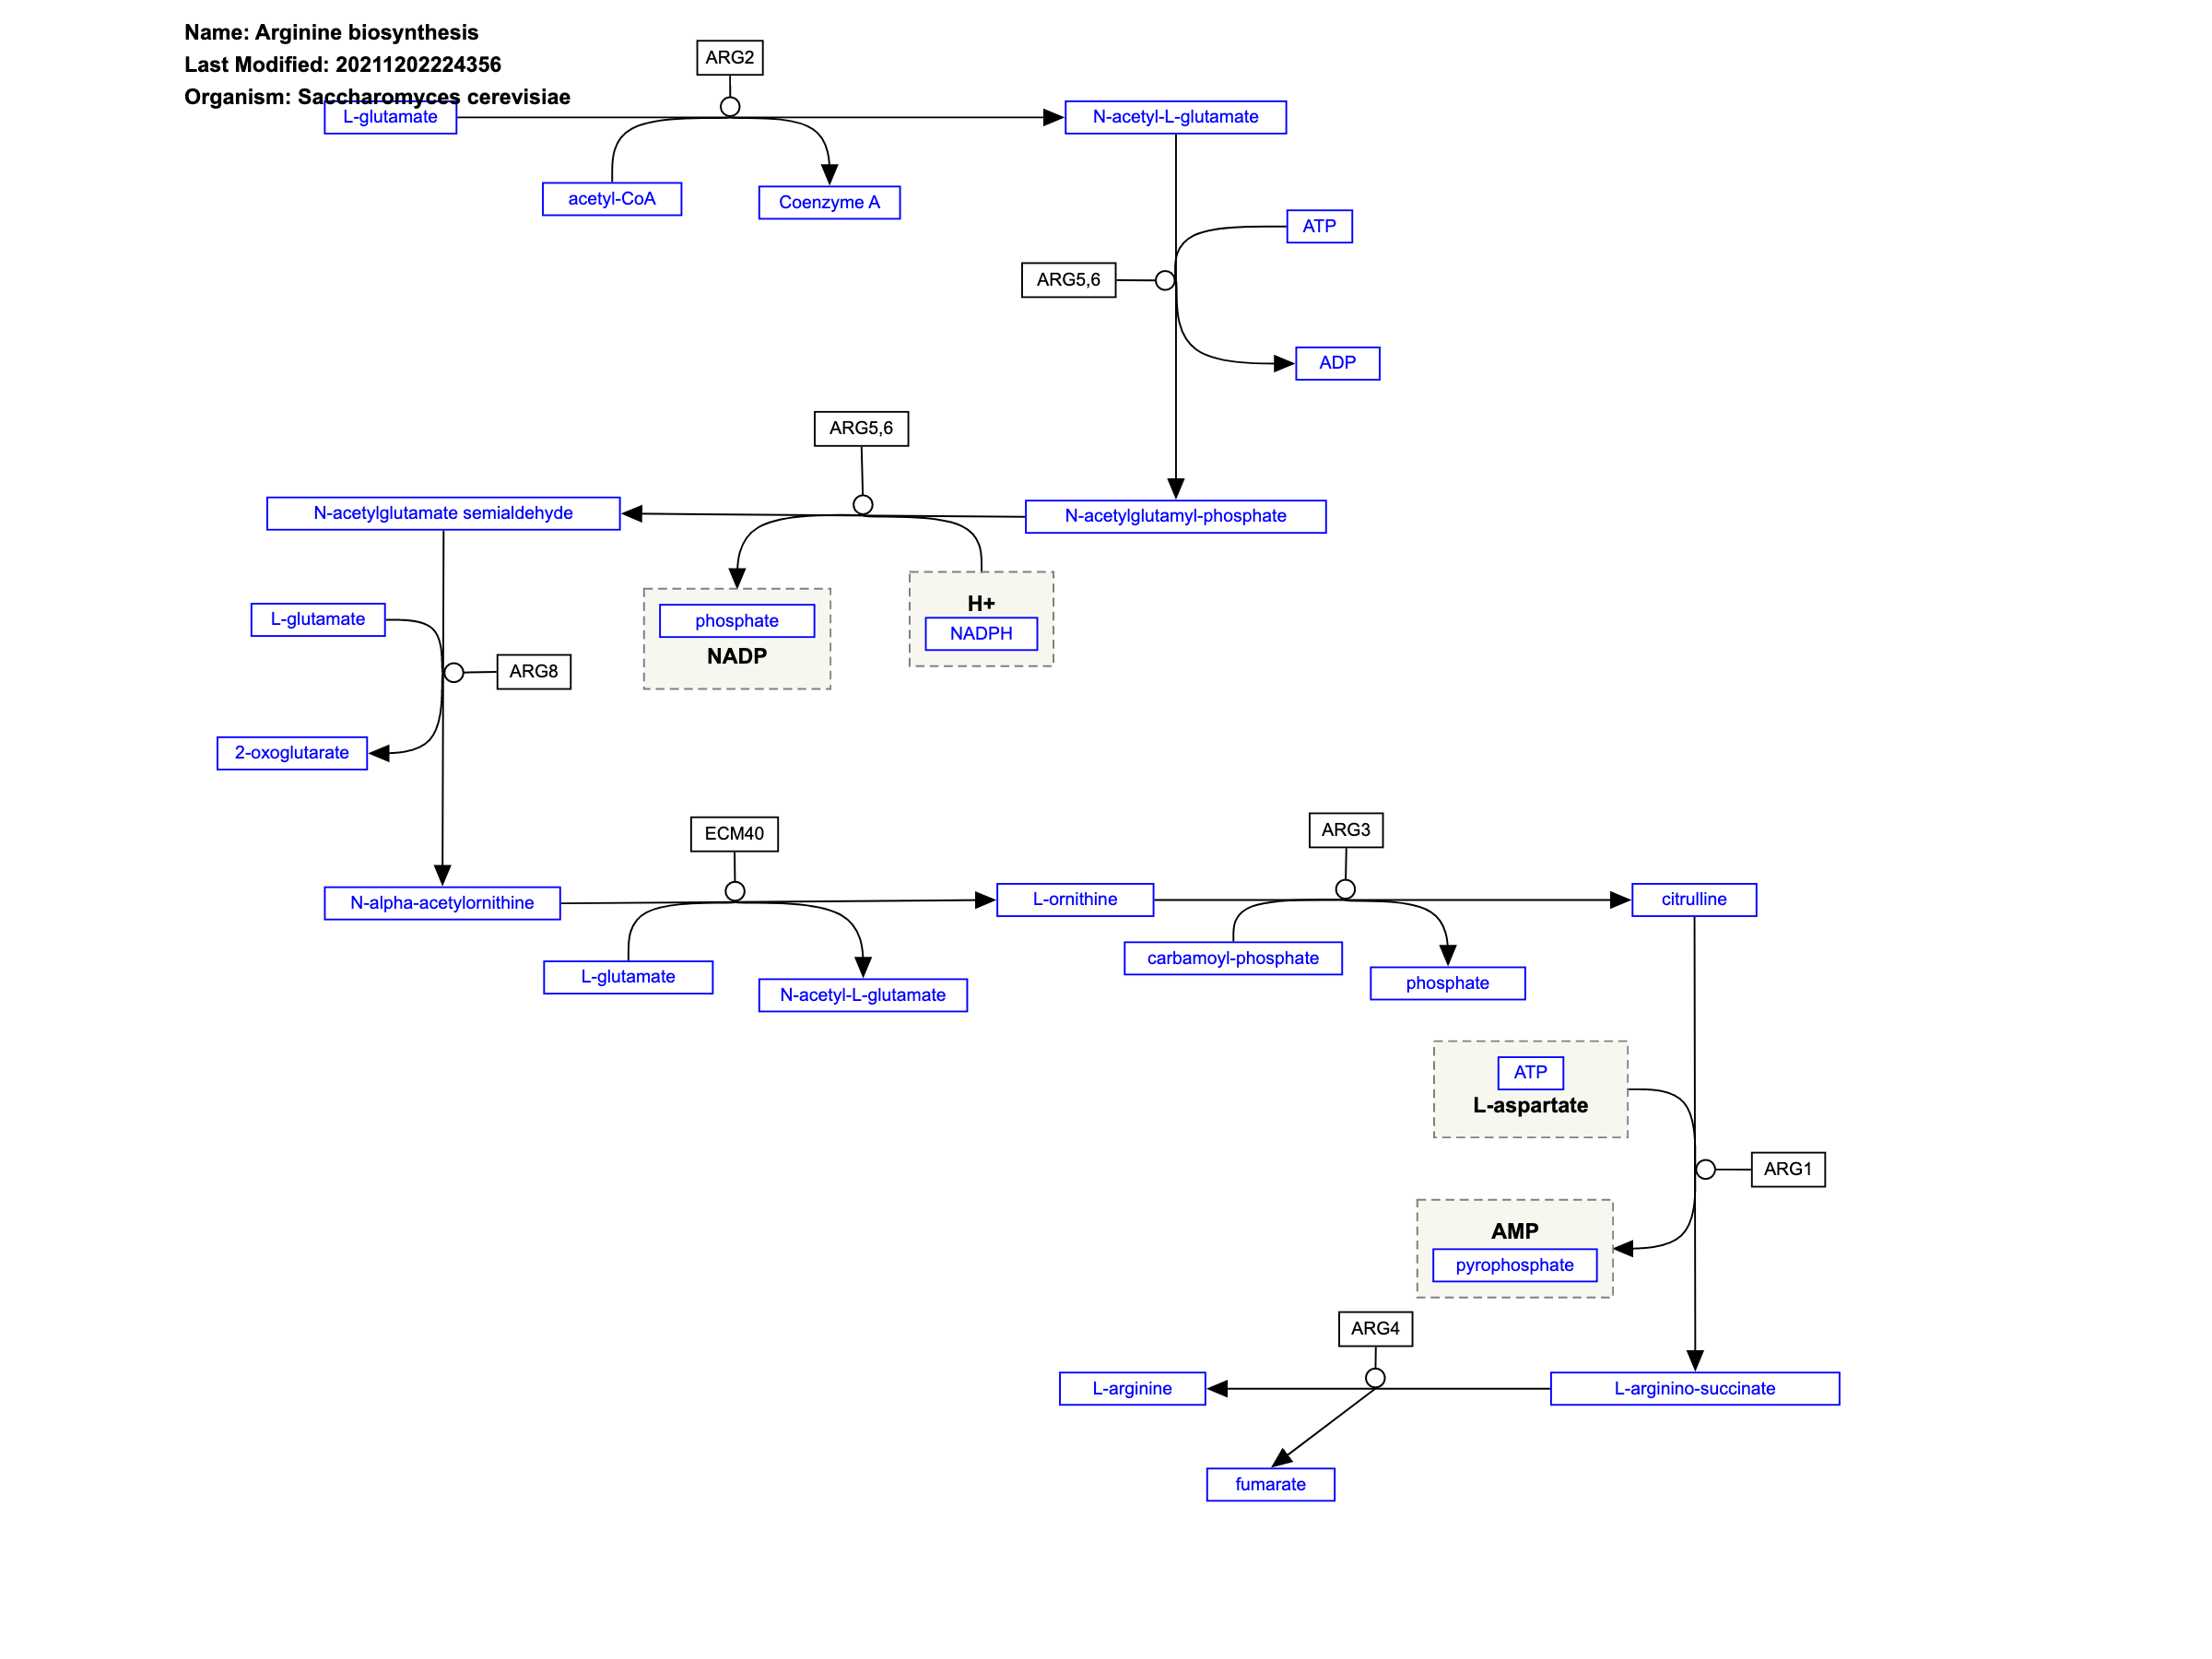 Name: Arginine biosynthesis
Last Modified: 20211202224356
Organism: Saccharomyces cerevisiae
ARG2
L-glutamate
N-acetyl-L-glutamate
acetyl-CoA
Coenzyme A
ATP
ARG5,6
ADP
ARG5,6
N-acetylglutamate semialdehyde
N-acetylglutamyl-phosphate
H+
NADPH
phosphate
NADP
L-glutamate
ARG8
2-oxoglutarate
ECM40
ARG3
N-alpha-acetylornithine
L-ornithine
citrulline
L-glutamate
N-acetyl-L-glutamate
carbamoyl-phosphate
phosphate
ATP
L-aspartate
ARG1
AMP
pyrophosphate
ARG4
L-arginine
L-arginino-succinate
fumarate